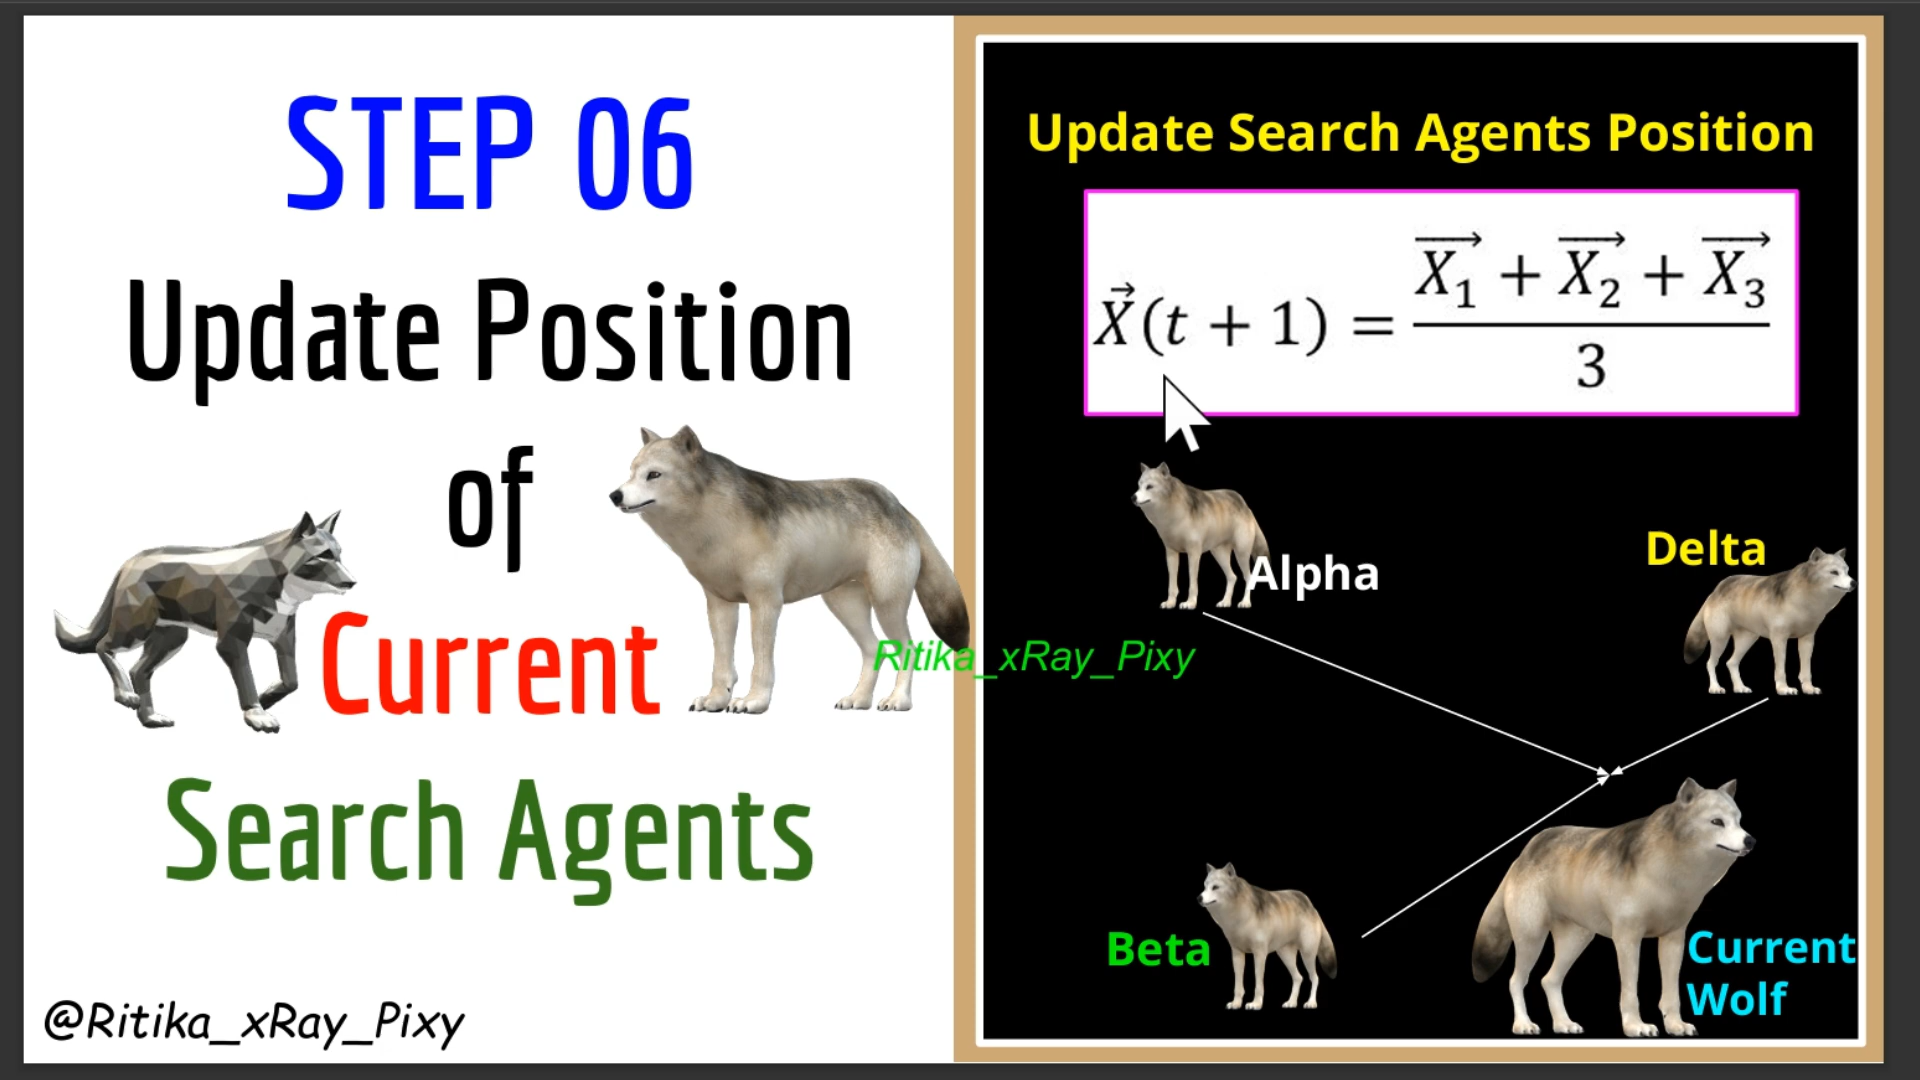 STEP 06
Update Position
of
Current
Search Agents
@Ritika_xRay_Pixy
Update Search Agents Position
X⃗(t + 1) = (X₁⃗ + X₂⃗ + X₃⃗) / 3
Alpha
Delta
Ritika_xRay_Pixy
Beta
Current
Wolf